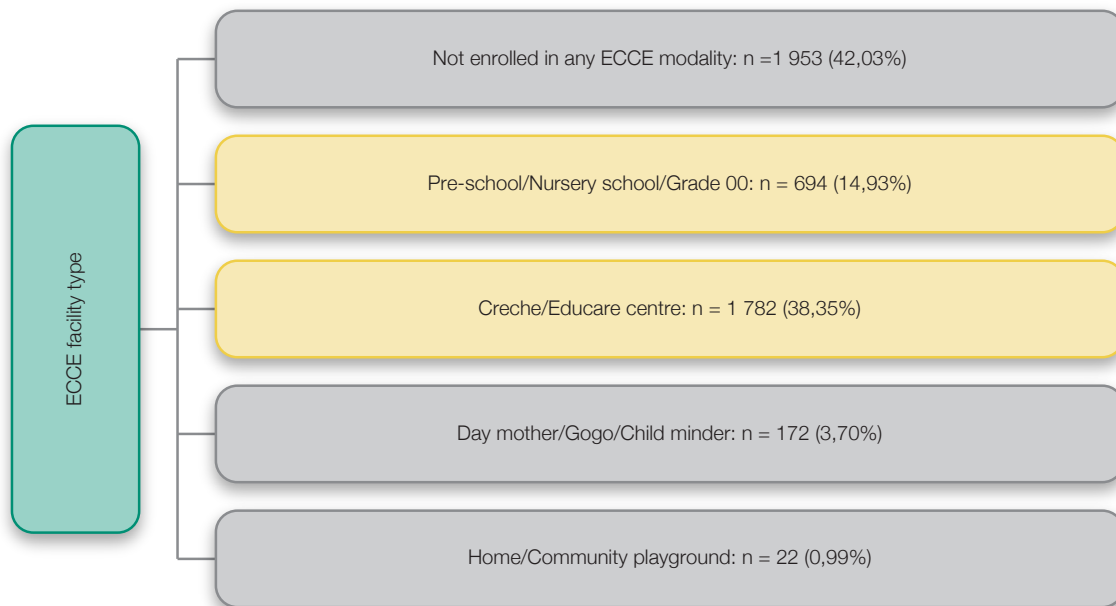 ECCE facility type
Not enrolled in any ECCE modality: n =1 953 (42,03%)
Pre-school/Nursery school/Grade 00: n = 694 (14,93%)
Creche/Educare centre: n = 1 782 (38,35%)
Day mother/Gogo/Child minder: n = 172 (3,70%)
Home/Community playground: n = 22 (0,99%)